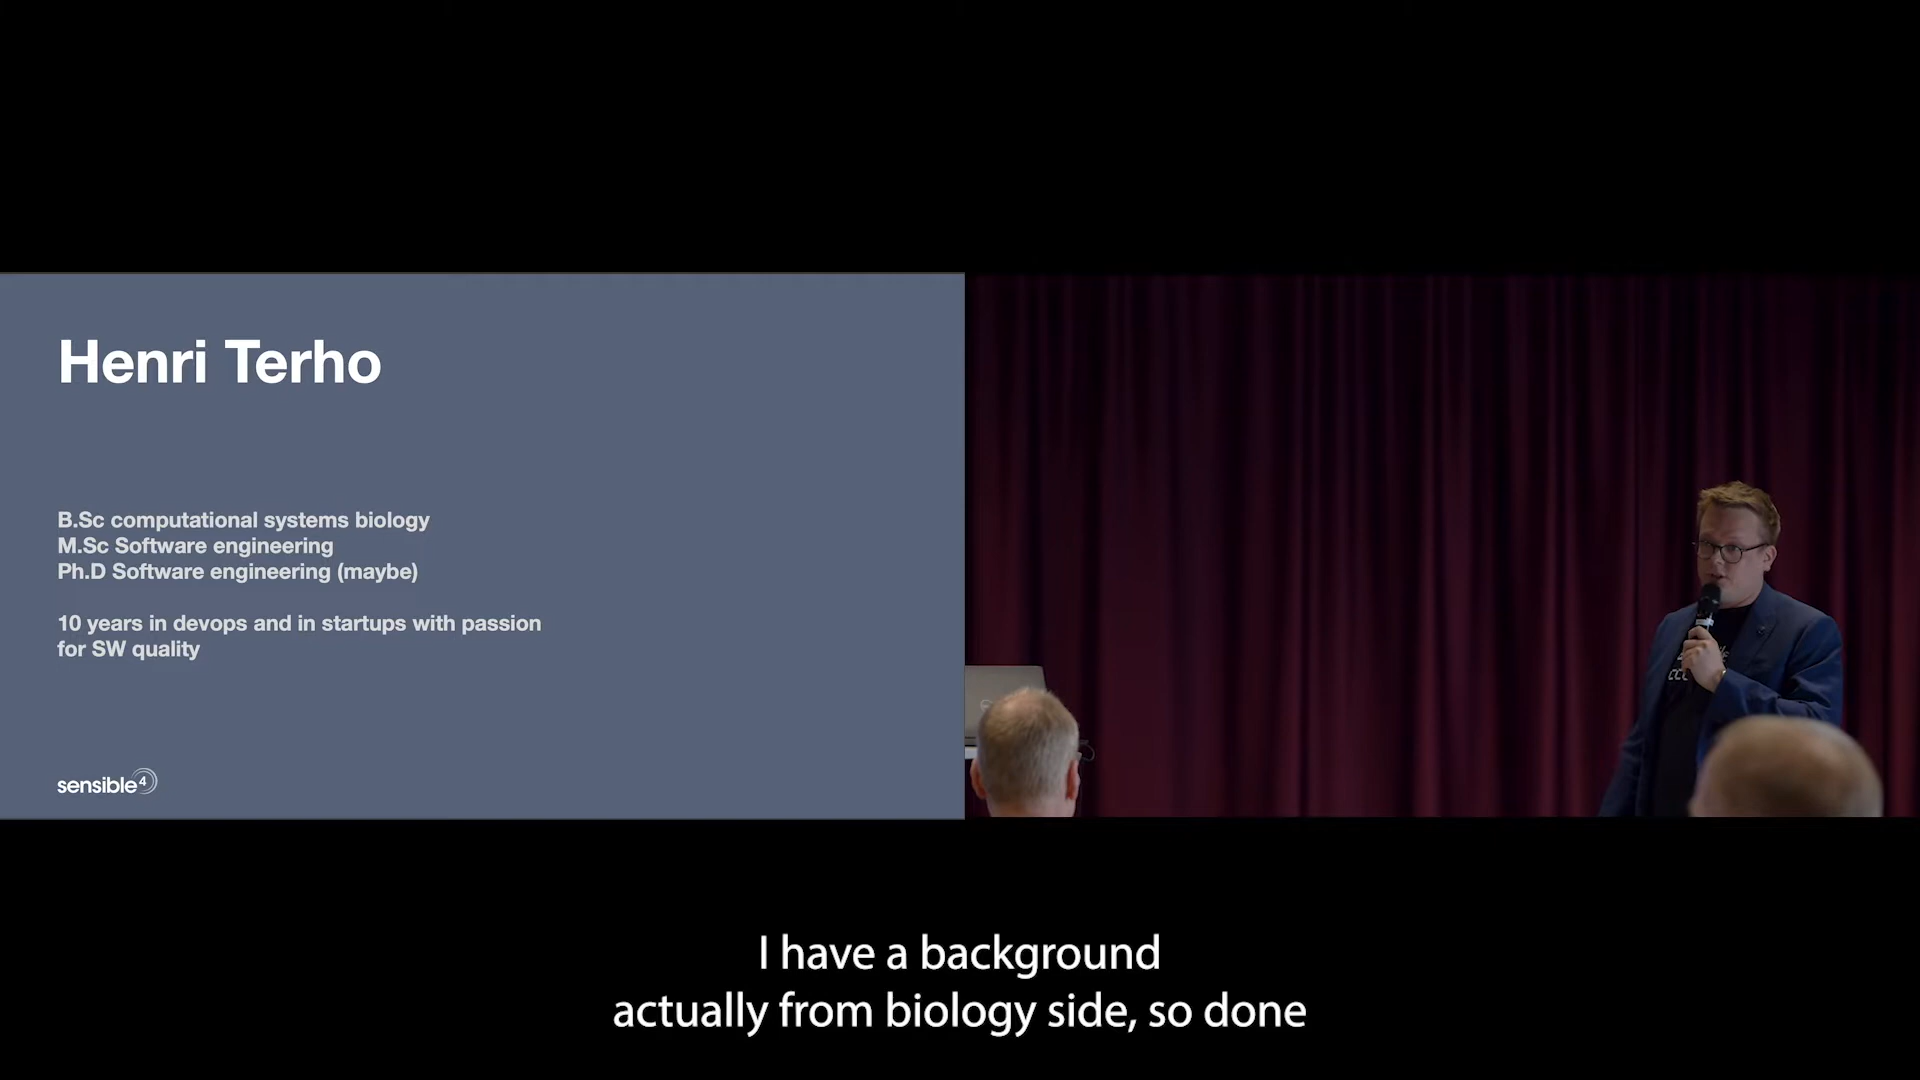 Henri Terho
B.Sc computational systems biology
M.Sc Software engineering
Ph.D Software engineering (maybe)
10 years in devops and in startups with passion
for SW quality
sensible4
I have a background
actually from biology side, so done